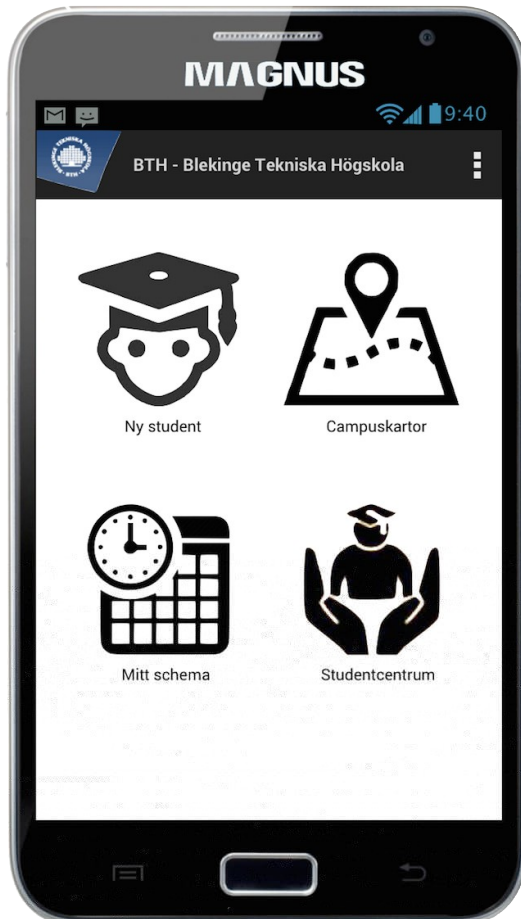 MAGNUS
9:40
BTH - Blekinge Tekniska Högskola
Ny student
Campuskartor
Mitt schema
Studentcentrum